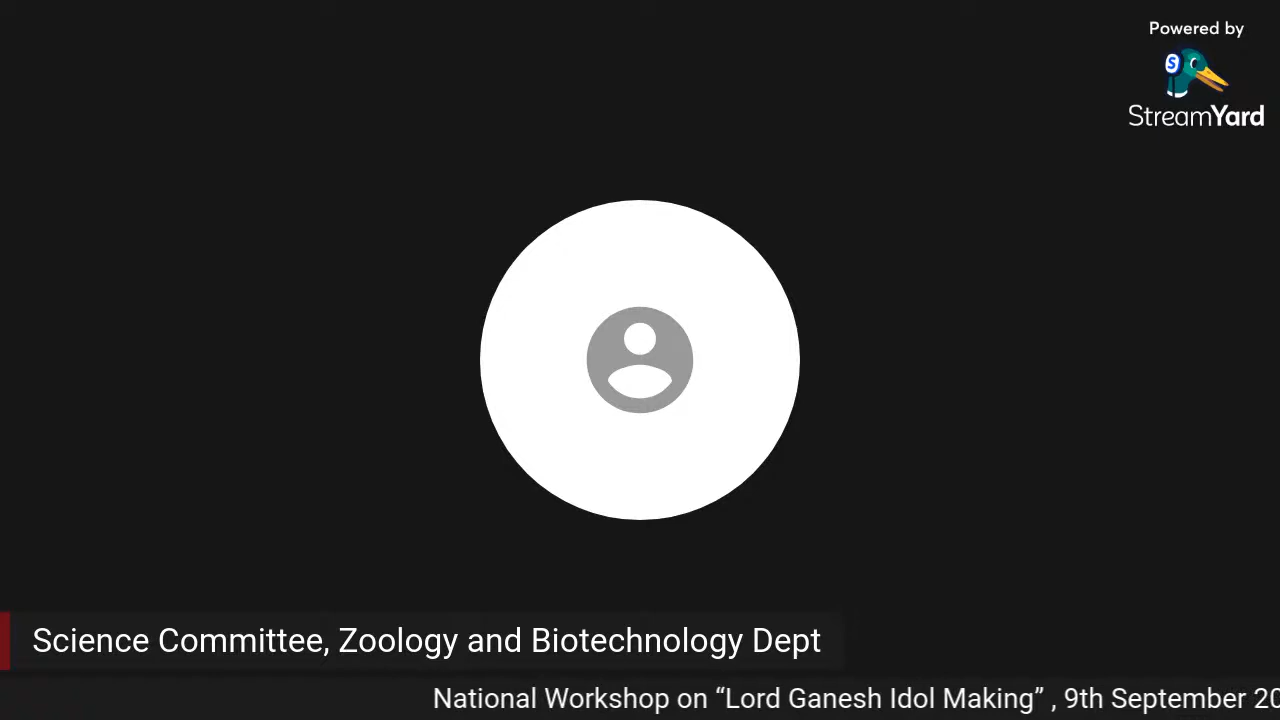 Powered by
S
StreamYard
Science Committee, Zoology and Biotechnology Dept
National Workshop on “Lord Ganesh Idol Making” , 9th September